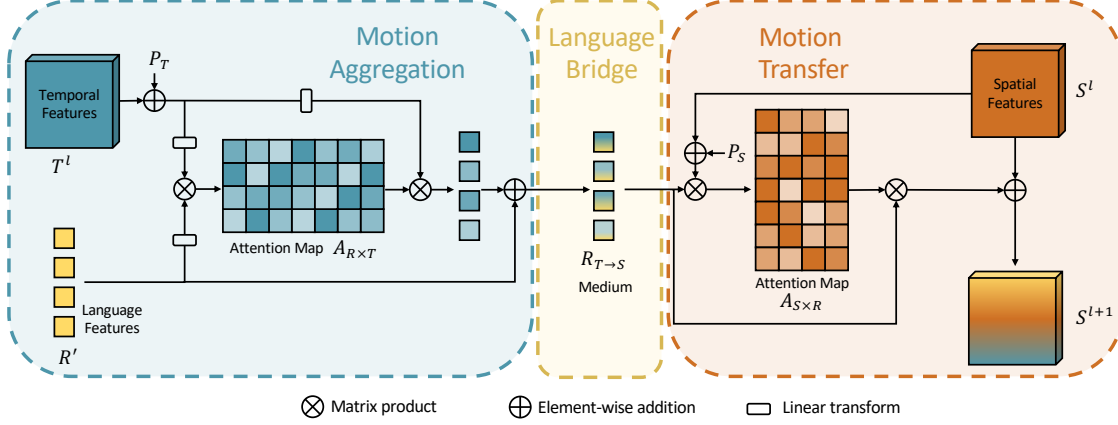 Motion
Aggregation
Language
Bridge
Motion
Transfer
P_T
Temporal
Features
T^l
Attention Map A_{R×T}
Language
Features
R'
R_{T→S}
Medium
P_S
Attention Map
A_{S×R}
Spatial
Features
S^l
S^{l+1}
Matrix product
Element-wise addition
Linear transform